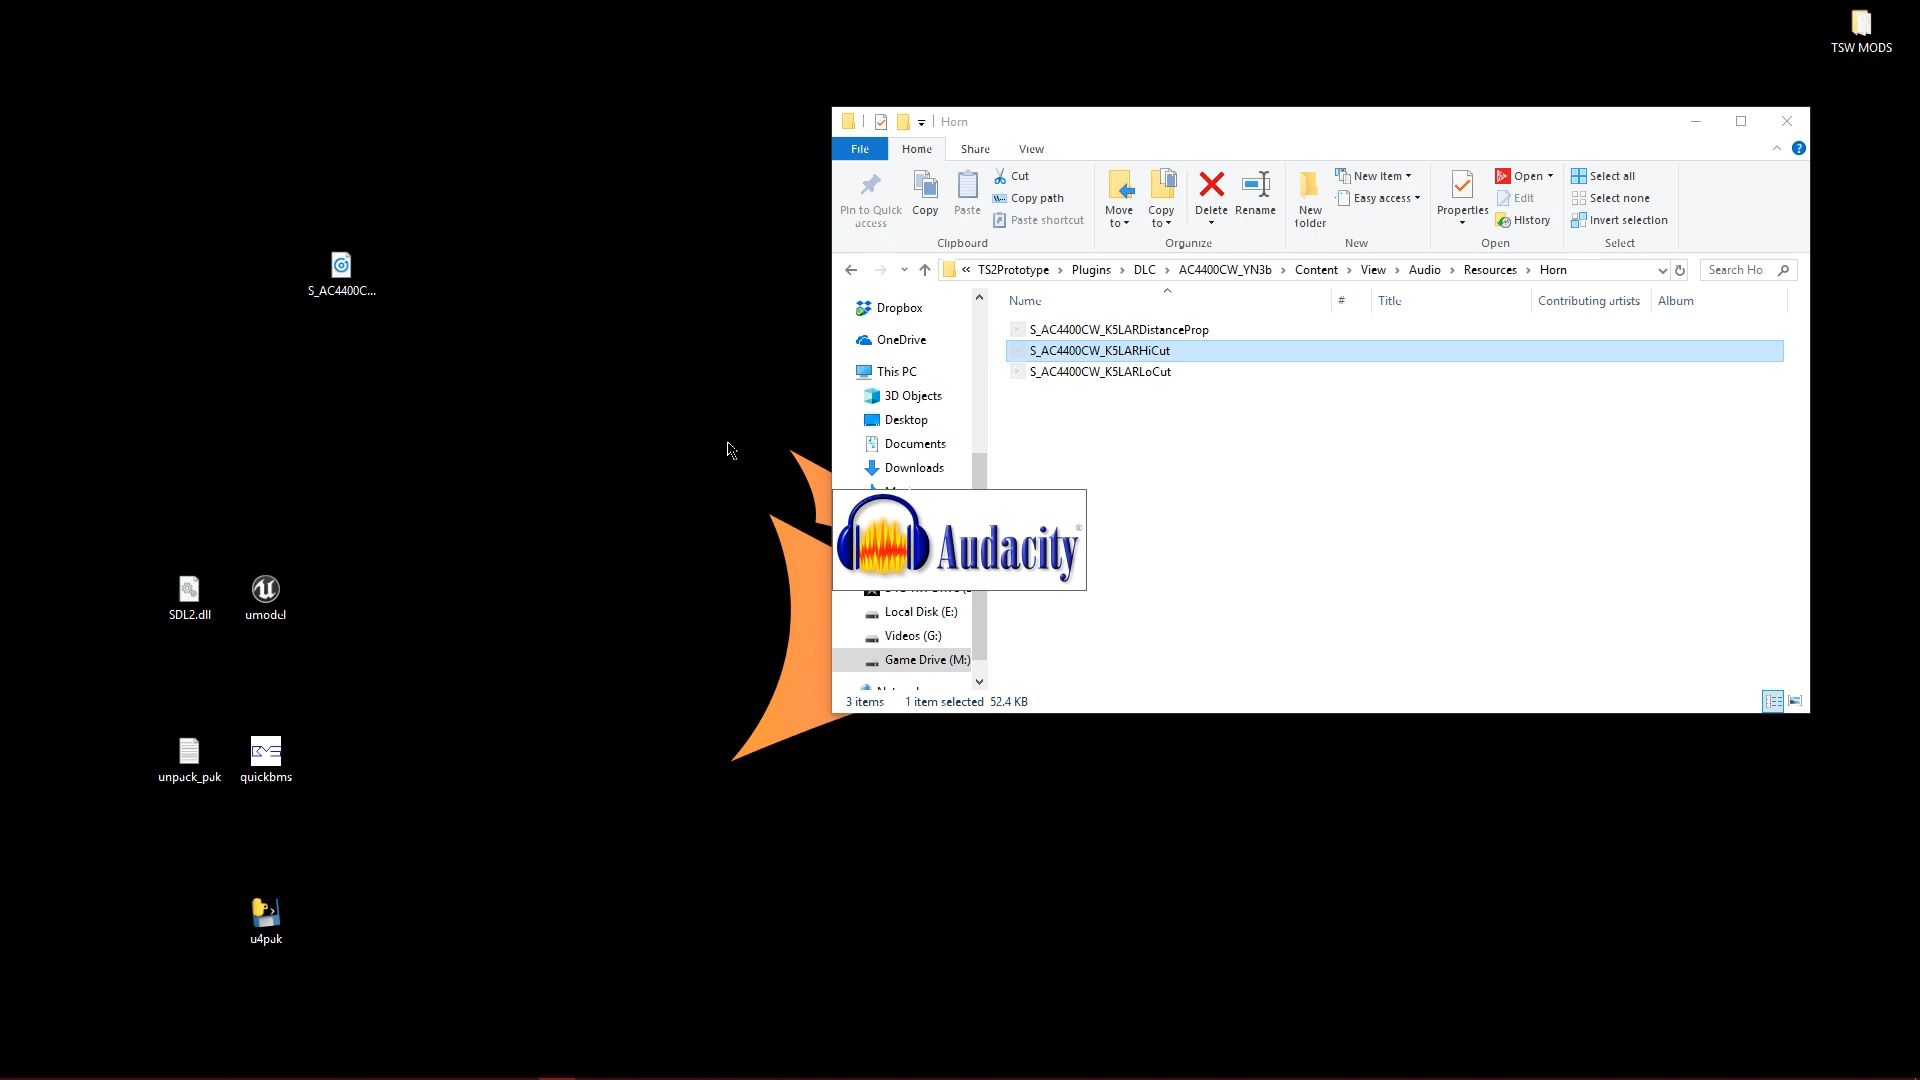 TSW MODS
S_AC4400C...
SDL2.dll
umodel
unpack_pak
quickbms
u4pak
Horn
File
Home
Share
View
Pin to Quick
access
Copy
Paste
Cut
Copy path
Paste shortcut
Clipboard
Move
to
Copy
to
Delete
Rename
Organize
New
folder
New item
Easy access
New
Properties
Open
Edit
History
Open
Select all
Select none
Invert selection
Select
« TS2Prototype > Plugins > DLC > AC4400CW_YN3b > Content > View > Audio > Resources > Horn
Search Ho
Name
#
Title
Contributing artists
Album
S_AC4400CW_K5LARDistanceProp
S_AC4400CW_K5LARHiCut
S_AC4400CW_K5LARLoCut
Dropbox
OneDrive
This PC
3D Objects
Desktop
Documents
Downloads
Audacity®
Local Disk (E:)
Videos (G:)
Game Drive (M:)
3 items
1 item selected 52.4 KB